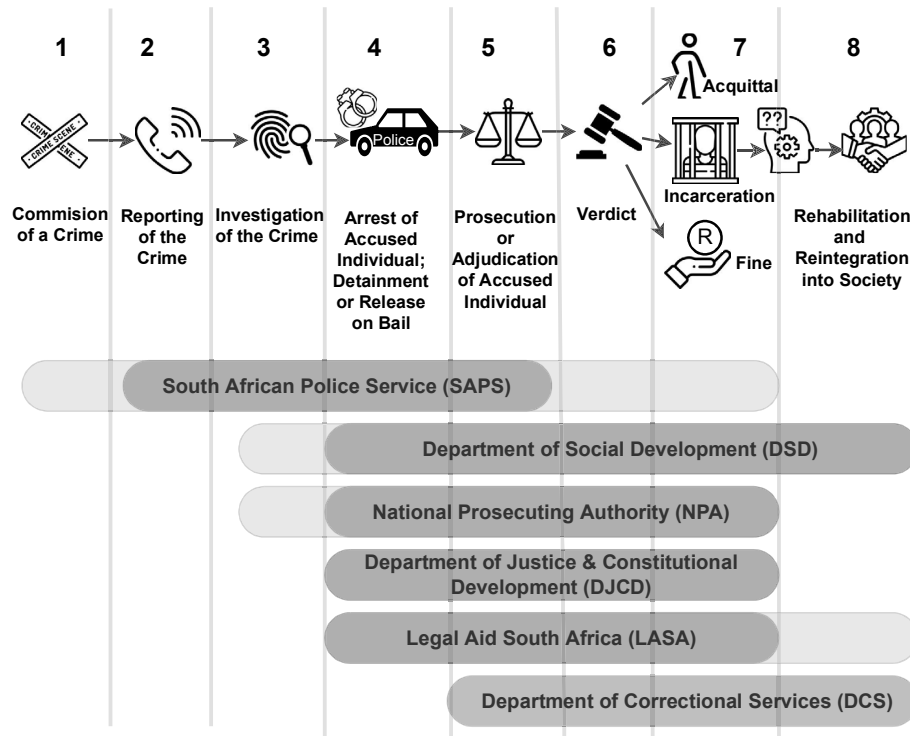 1 2 3 4 5 6 7 8
CRIME SCENE
CRIME SCENE
Police
Acquittal
??
Incarceration
R
Fine
Commision
of a Crime
Reporting
of the
Crime
Investigation
of the Crime
Arrest of
Accused
Individual;
Detainment
or Release
on Bail
Prosecution
or
Adjudication
of Accused
Individual
Verdict
Rehabilitation
and
Reintegration
into Society
South African Police Service (SAPS)
Department of Social Development (DSD)
National Prosecuting Authority (NPA)
Department of Justice & Constitutional
Development (DJCD)
Legal Aid South Africa (LASA)
Department of Correctional Services (DCS)